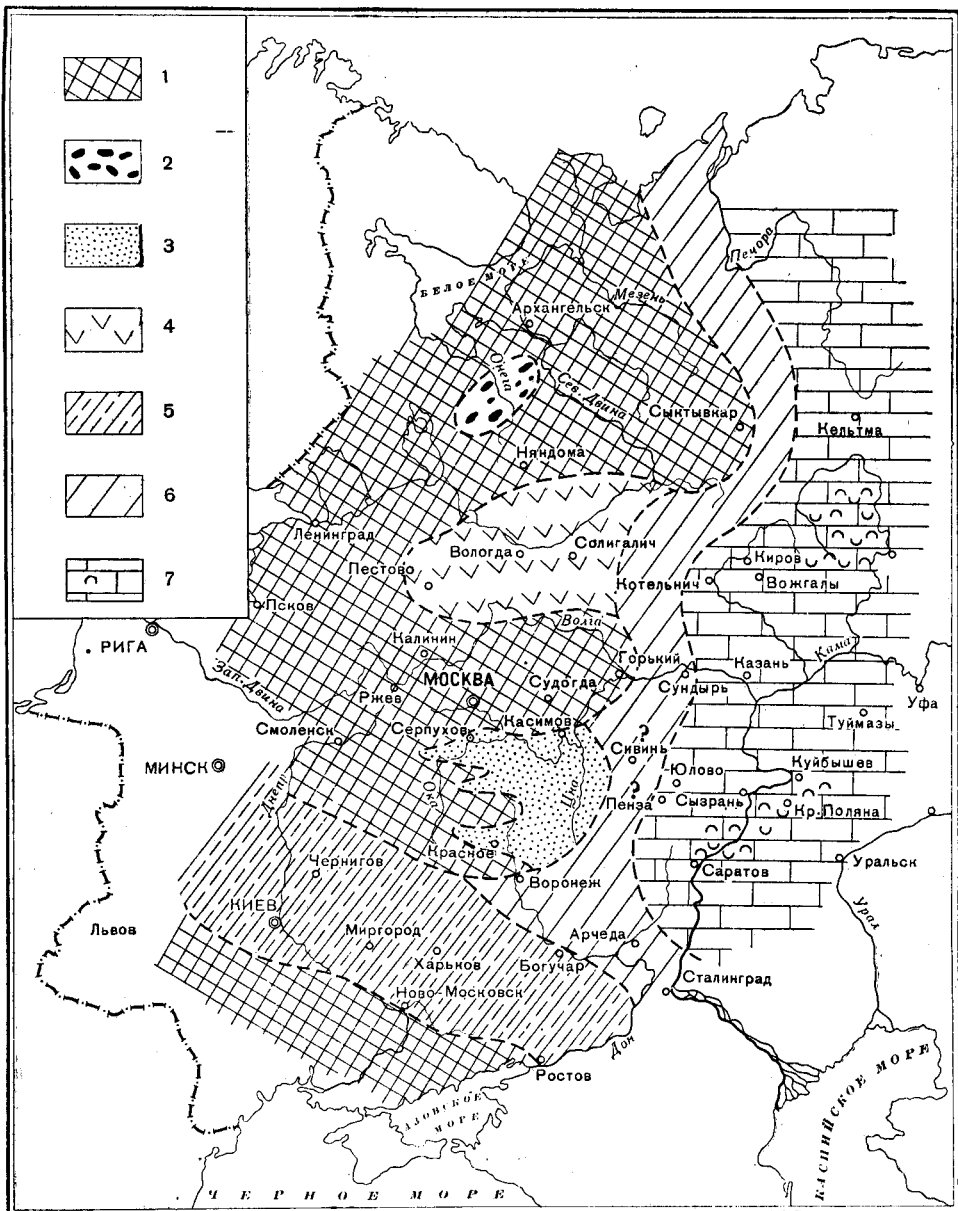 1
2
3
4
5
6
7
Печора
БЕЛОЕ МОРЕ
Мезень
Архангельск
Онега
Сев. Двина
Сыктывкар
Кельтма
Няндома
Ленинград
Вологда
Солигалич
Пестово
Котельнич
Киров
Вожгалы
Псков
Волга
РИГА
Калинин
Горький
Казань
Кама
Зап. Двина
МОСКВА
Судогда
Сундырь
Уфа
Ржев
Смоленск
Серпухов
Касимов
?
Туймазы
Сивинь
МИНСК
Днепр
Ока
Цна
?
Юлово
Куйбышев
Пенза
Сызрань
Кр. Поляна
Красное
Чернигов
Воронеж
Саратов
Уральск
Урал
КИЕВ
Львов
Миргород
Харьков
Арчеда
Богучар
Сталинград
Ново-Московск
Дон
Ростов
АЗОВСКОЕ
МОРЕ
КАСПИЙСКОЕ МОРЕ
ЧЕРНОЕ МОРЕ